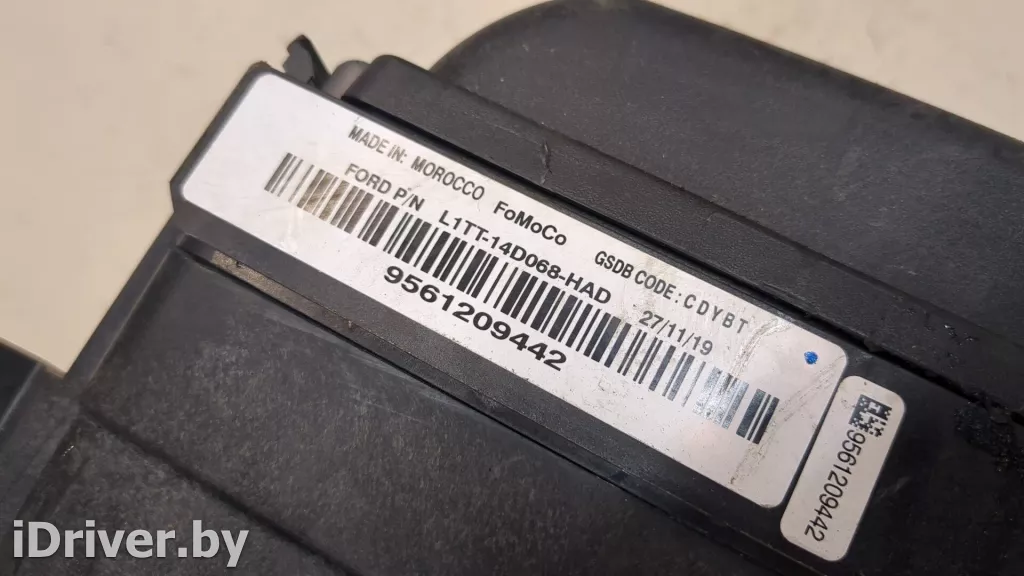 MADE IN: MOROCCO FoMoCo GSDB CODE: CDYBT
FORD P/N L1TT-14D068-HAD 27/11/19
9561209442
9561209442
iDriver.by